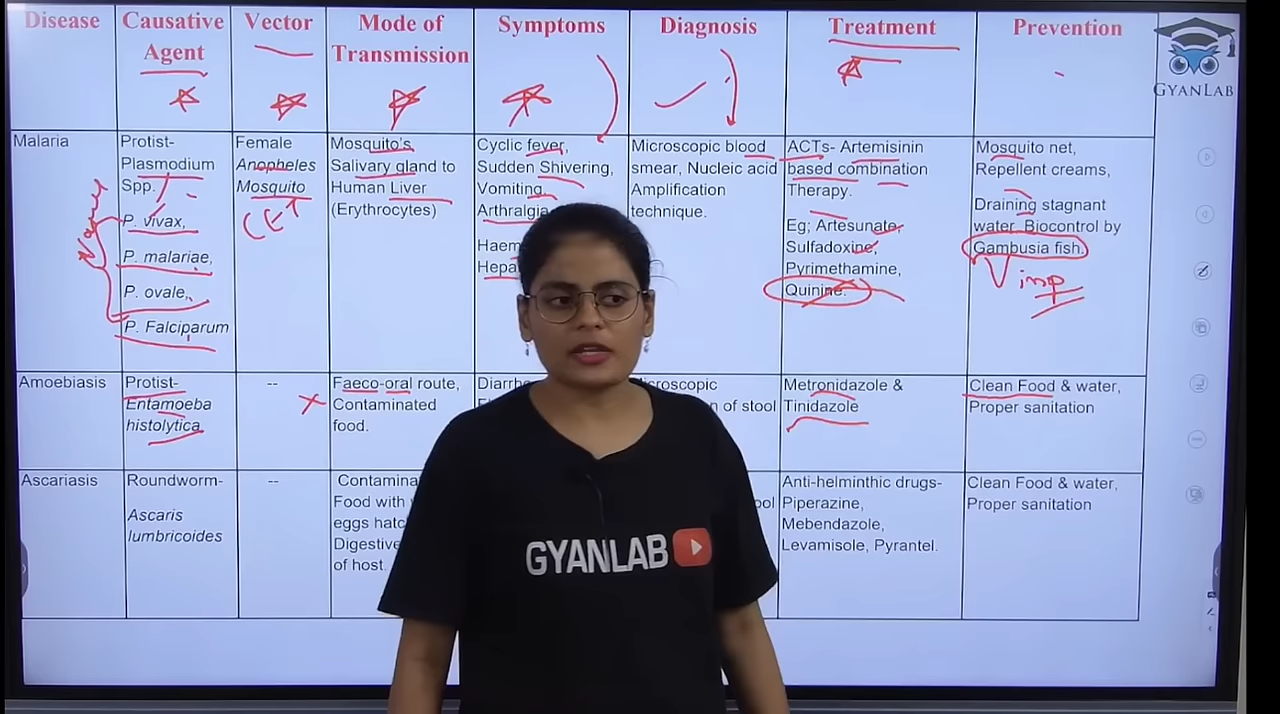 Disease
Causative
Agent
Vector
Mode of
Transmission
Symptoms
Diagnosis
Treatment
Prevention
GYANLAB
Malaria
Protist-
Plasmodium
Spp.
P. vivax,
P. malariae,
P. ovale,
P. Falciparum
Female
Anopheles
Mosquito
Mosquito's
Salivary gland to
Human Liver
(Erythrocytes)
Cyclic fever,
Sudden Shivering,
Vomiting,
Arthralgia
Microscopic blood
smear, Nucleic acid
Amplification
technique.
ACTs- Artemisinin
based combination
Therapy.
Eg; Artesunate,
Sulfadoxine,
Pyrimethamine,
Quinine.
Mosquito net,
Repellent creams,
Draining stagnant
water, Biocontrol by
Gambusia fish.
imp
Amoebiasis
Protist-
Entamoeba
histolytica
--
Faeco-oral route,
Contaminated
food.
of stool
Metronidazole &
Tinidazole
Clean Food & water,
Proper sanitation
Ascariasis
Roundworm-
Ascaris
lumbricoides
--
Food with
Digestive
of host.
Anti-helminthic drugs-
Piperazine,
Mebendazole,
Levamisole, Pyrantel.
Clean Food & water,
Proper sanitation
GYANLAB